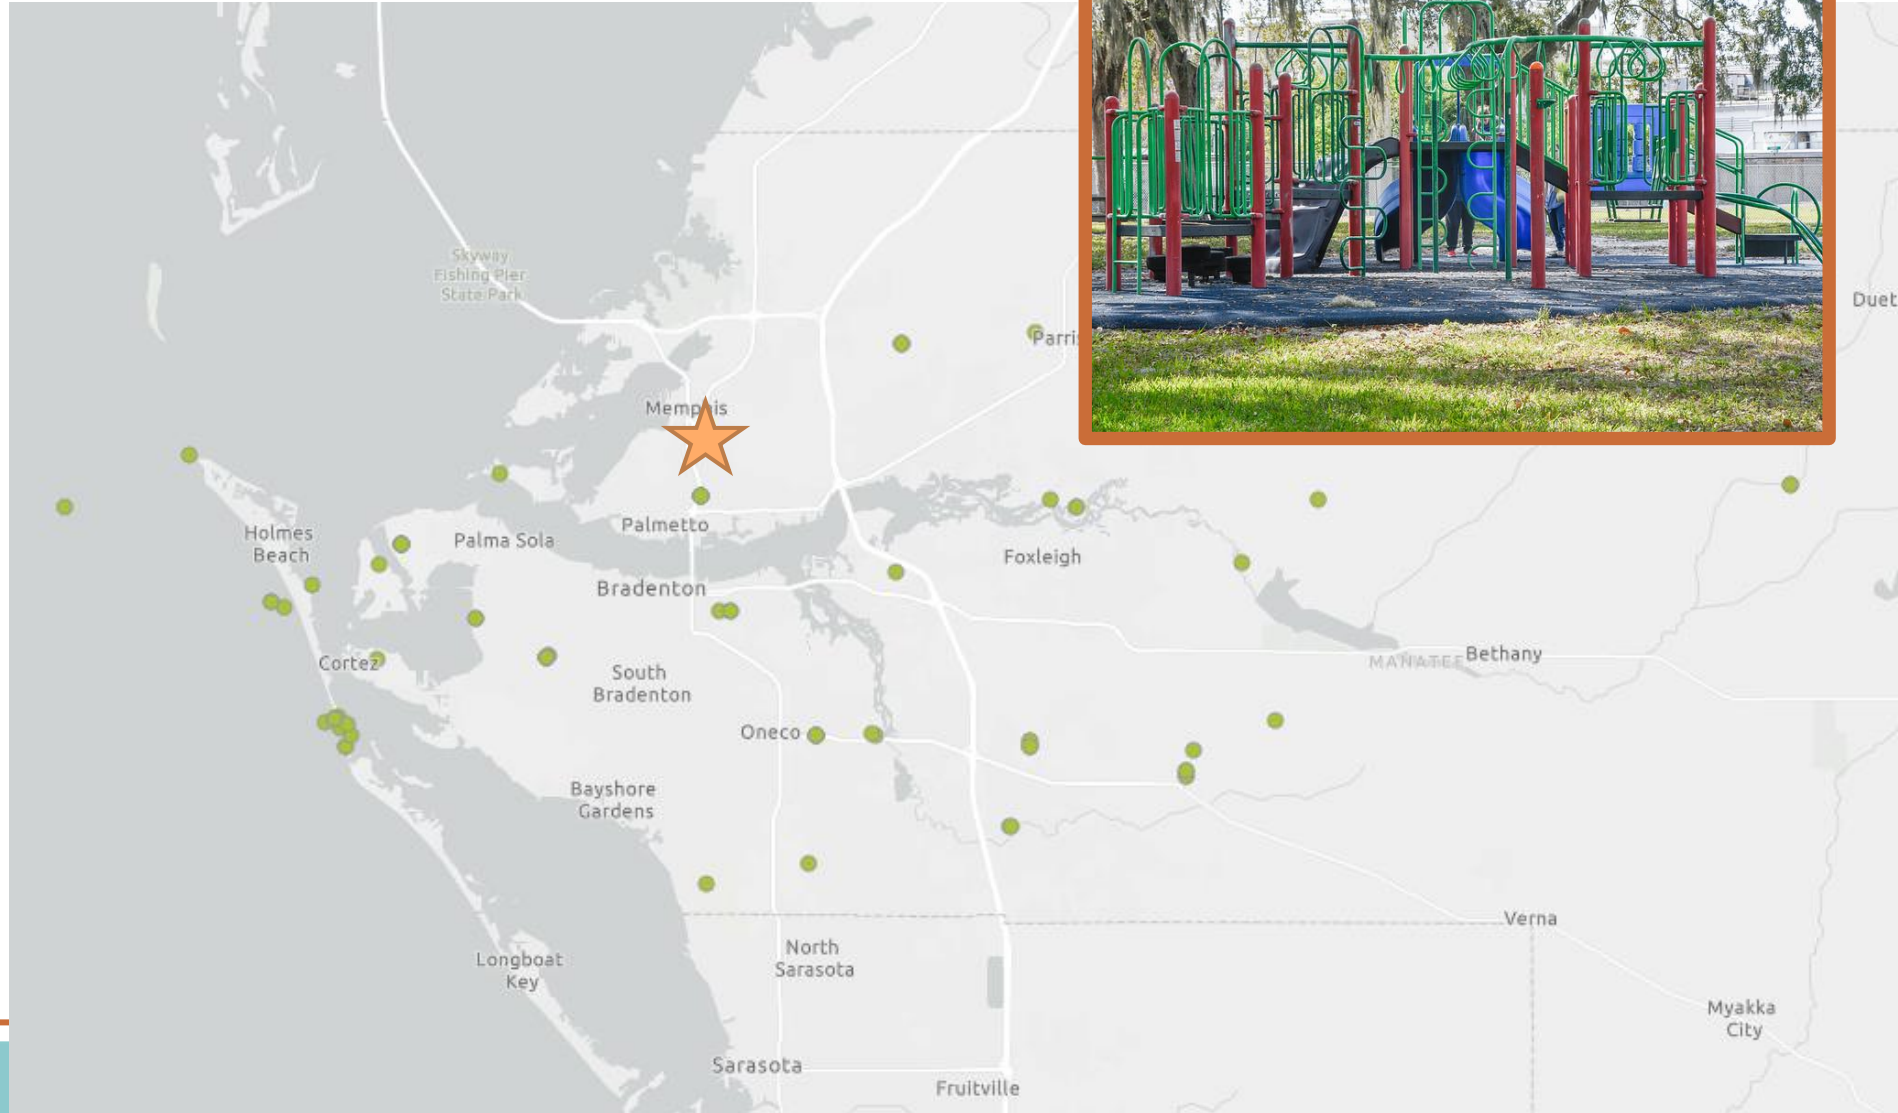 Skyway
Fishing Pier
State Park
Duet
Parris
Memphis
Holmes
Beach
Palma Sola
Palmetto
Foxleigh
Bradenton
Cortez
South
Bradenton
MANATEE
Bethany
Oneco
Bayshore
Gardens
Verna
Longboat
Key
North
Sarasota
Myakka
City
Sarasota
Fruitville